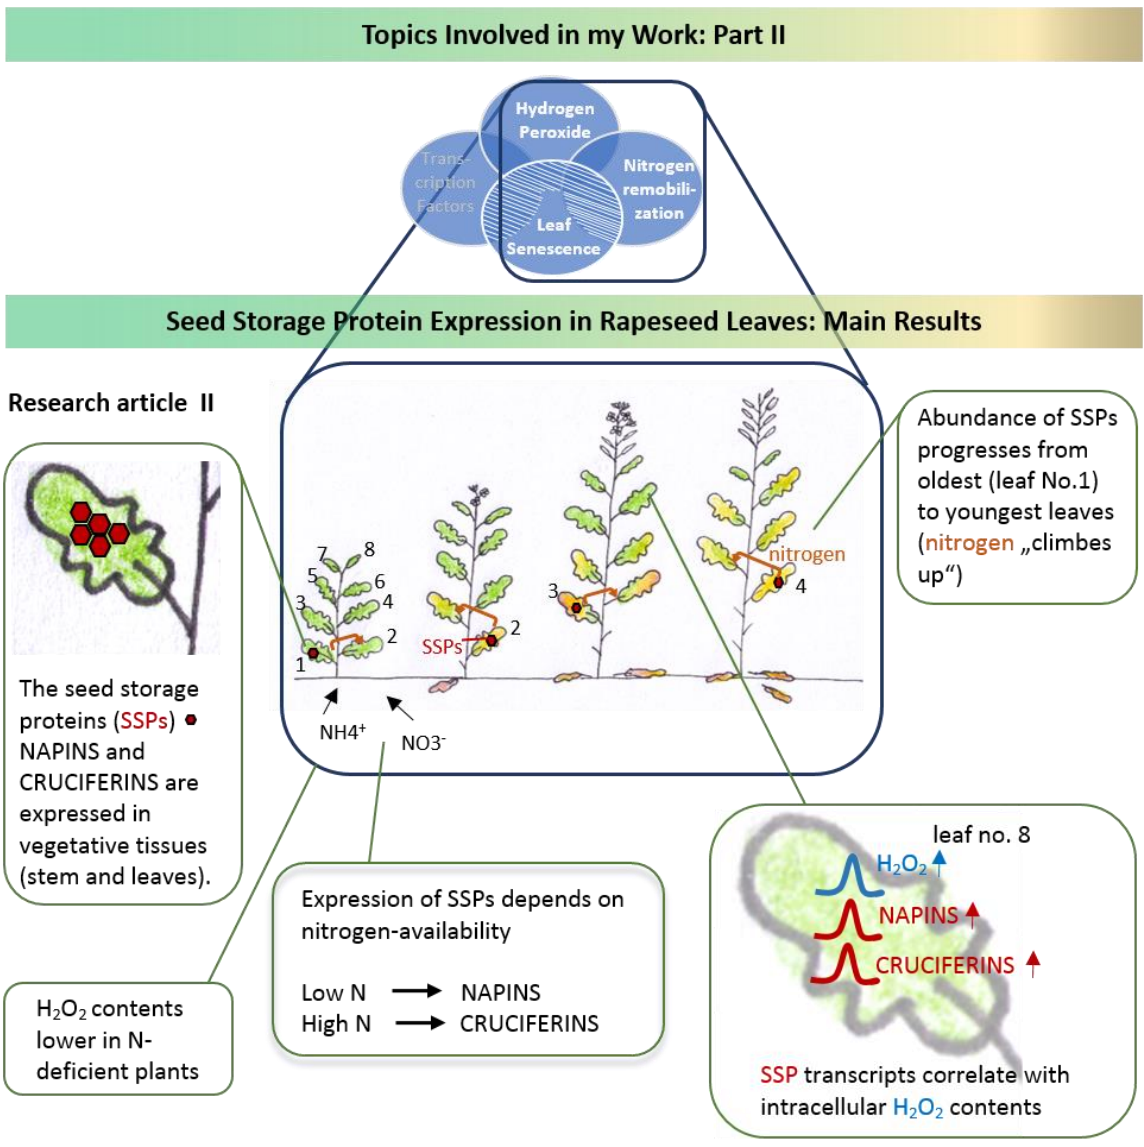 Topics Involved in my Work: Part II
Hydrogen
Peroxide
Trans-
cription
Factors
Nitrogen
remobili-
zation
Leaf
Senescence
Seed Storage Protein Expression in Rapeseed Leaves: Main Results
Research article II
The seed storage
proteins (SSPs)
NAPINS and
CRUCIFERINS are
expressed in
vegetative tissues
(stem and leaves).
7
8
5
6
3
4
2
1
SSPs
2
3
nitrogen
4
NH4⁺
NO3⁻
Abundance of SSPs
progresses from
oldest (leaf No.1)
to youngest leaves
(nitrogen „climbes
up“)
H₂O₂ contents
lower in N-
deficient plants
Expression of SSPs depends on
nitrogen-availability
Low N → NAPINS
High N → CRUCIFERINS
leaf no. 8
H₂O₂
NAPINS
CRUCIFERINS
SSP transcripts correlate with
intracellular H₂O₂ contents